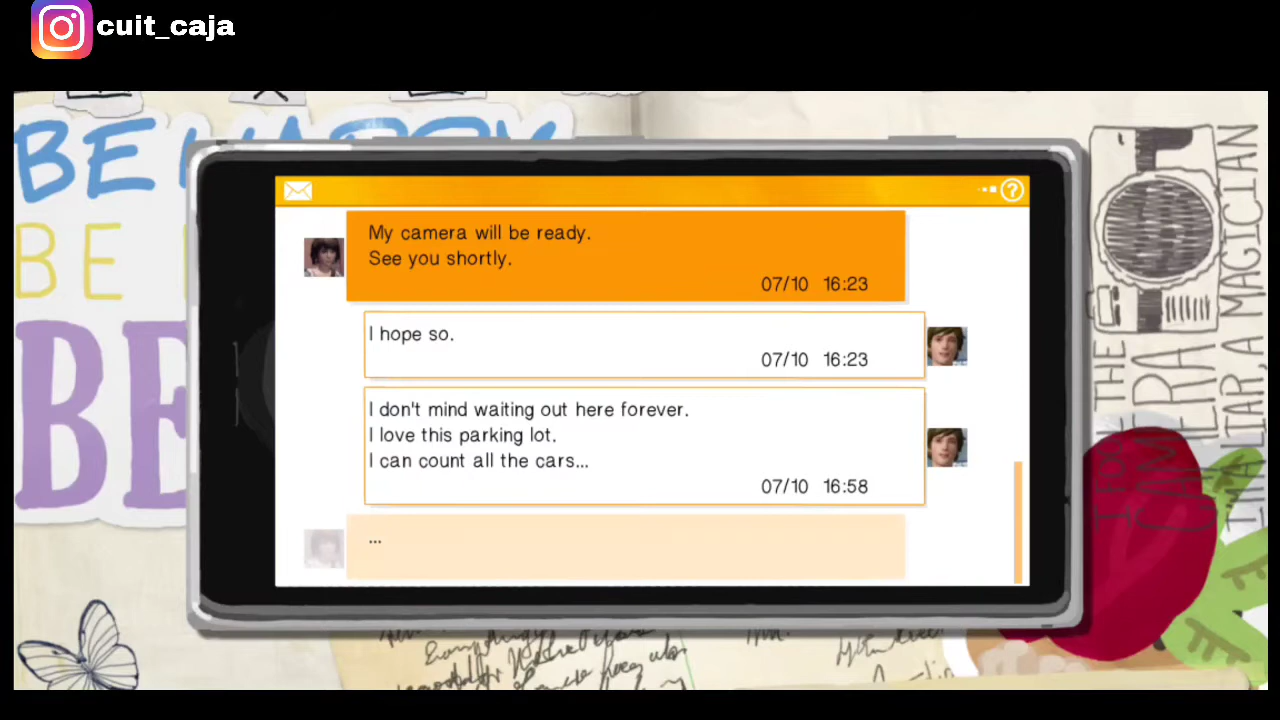 cuit_caja
BE HAPPY
BE
BE
My camera will be ready.
See you shortly.
07/10 16:23
I hope so.
07/10 16:23
I don't mind waiting out here forever.
I love this parking lot.
I can count all the cars...
07/10 16:58
...
?
THE
CAMERA
I'M A LIAR, A MAGICIAN